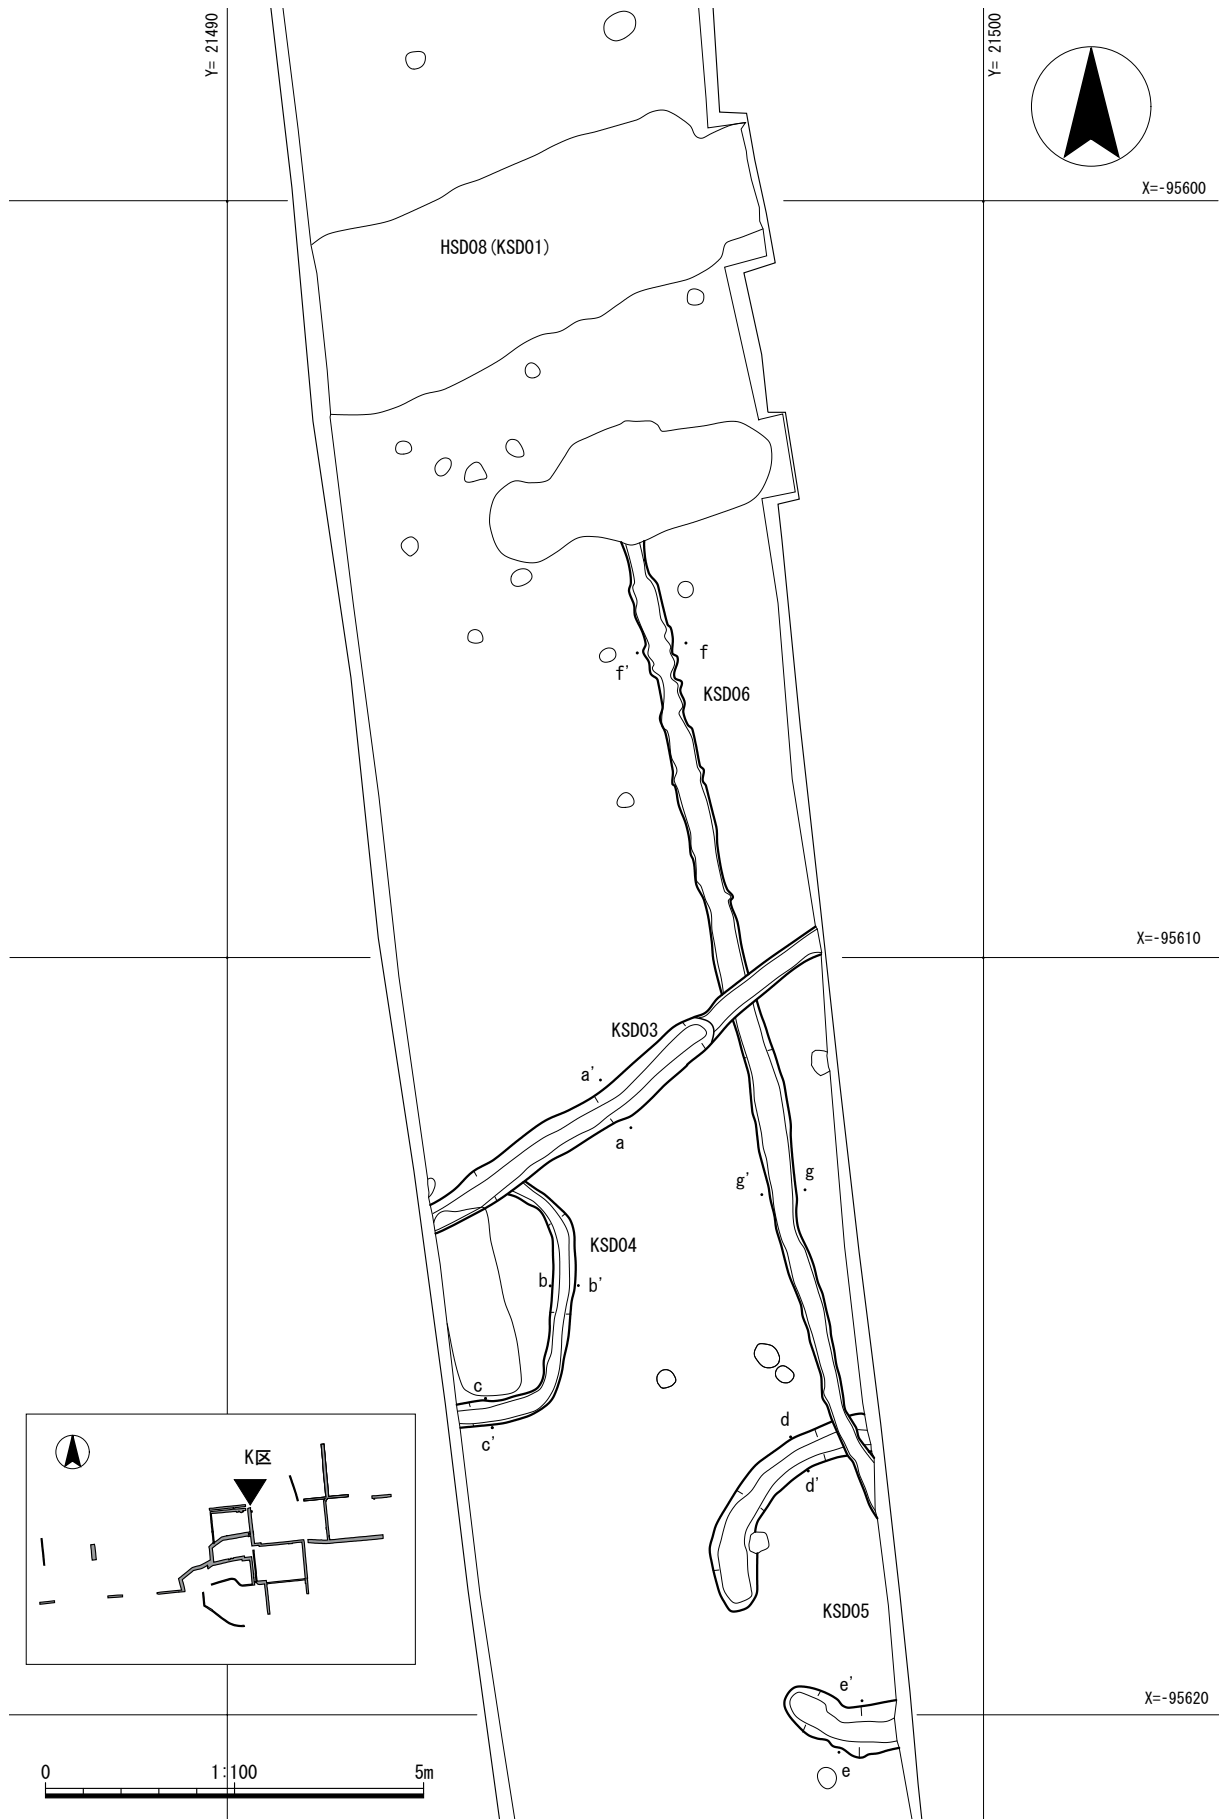 Y= 21490
Y= 21500
X=-95600
HSD08(KSD01)
f
f'
KSD06
X=-95610
KSD03
a'
a
g'
g
KSD04
b
b'
c
c'
d
d'
K区
KSD05
e'
X=-95620
e
0 1:100 5m